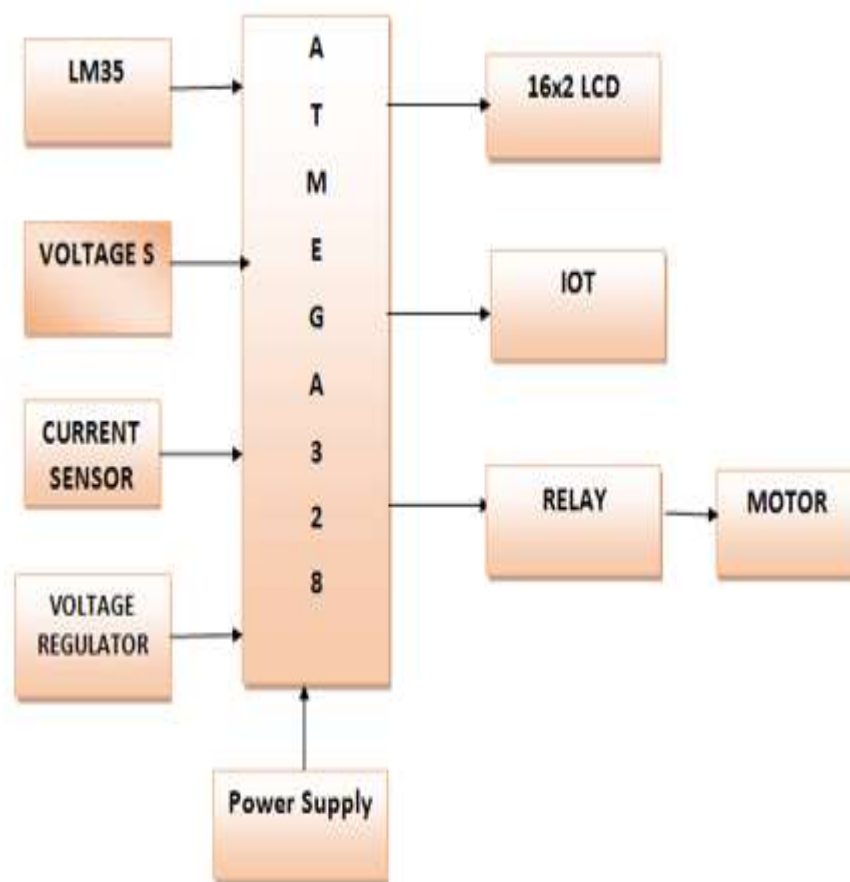 LM35
VOLTAGE S
CURRENT
SENSOR
VOLTAGE
REGULATOR
A
T
M
E
G
A
3
2
8
Power Supply
16x2 LCD
IOT
RELAY
MOTOR